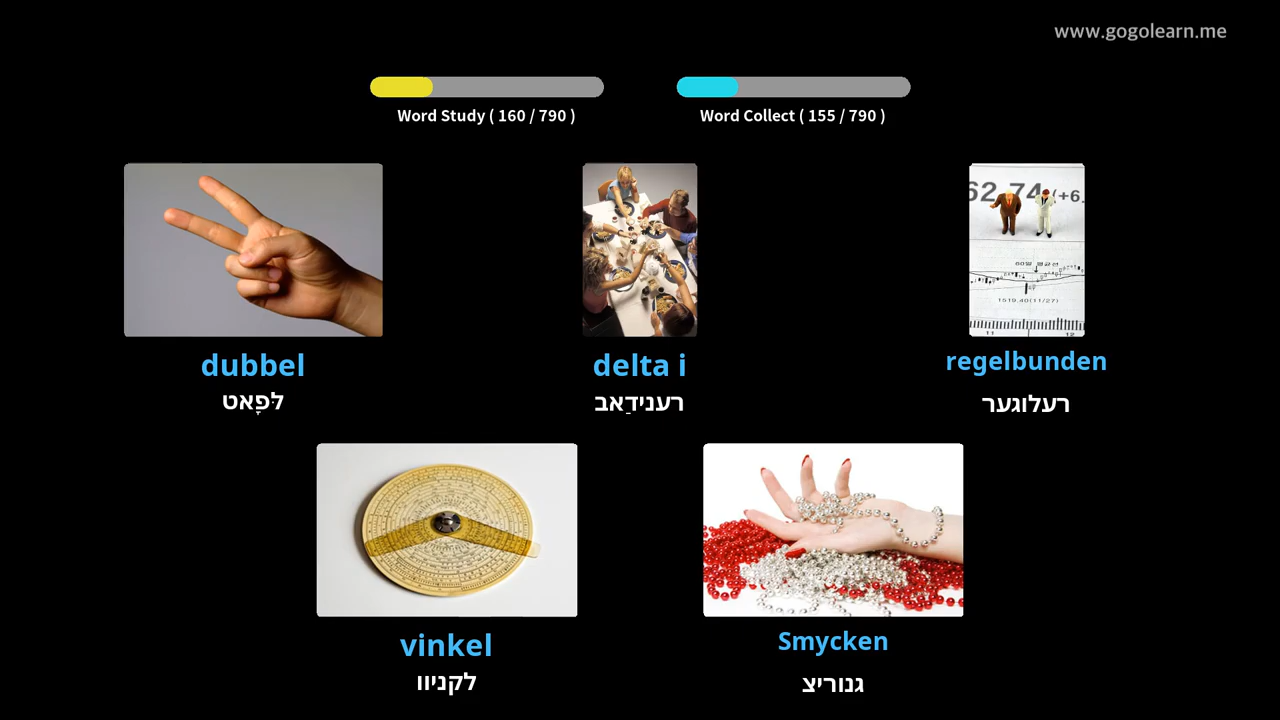 www.gogolearn.me
Word Study ( 160 / 790 )
Word Collect ( 155 / 790 )
dubbel
delta i
regelbunden
לּפָאט
רענידַאב
רעלוגער
vinkel
Smycken
לקניוו
גנוריצ